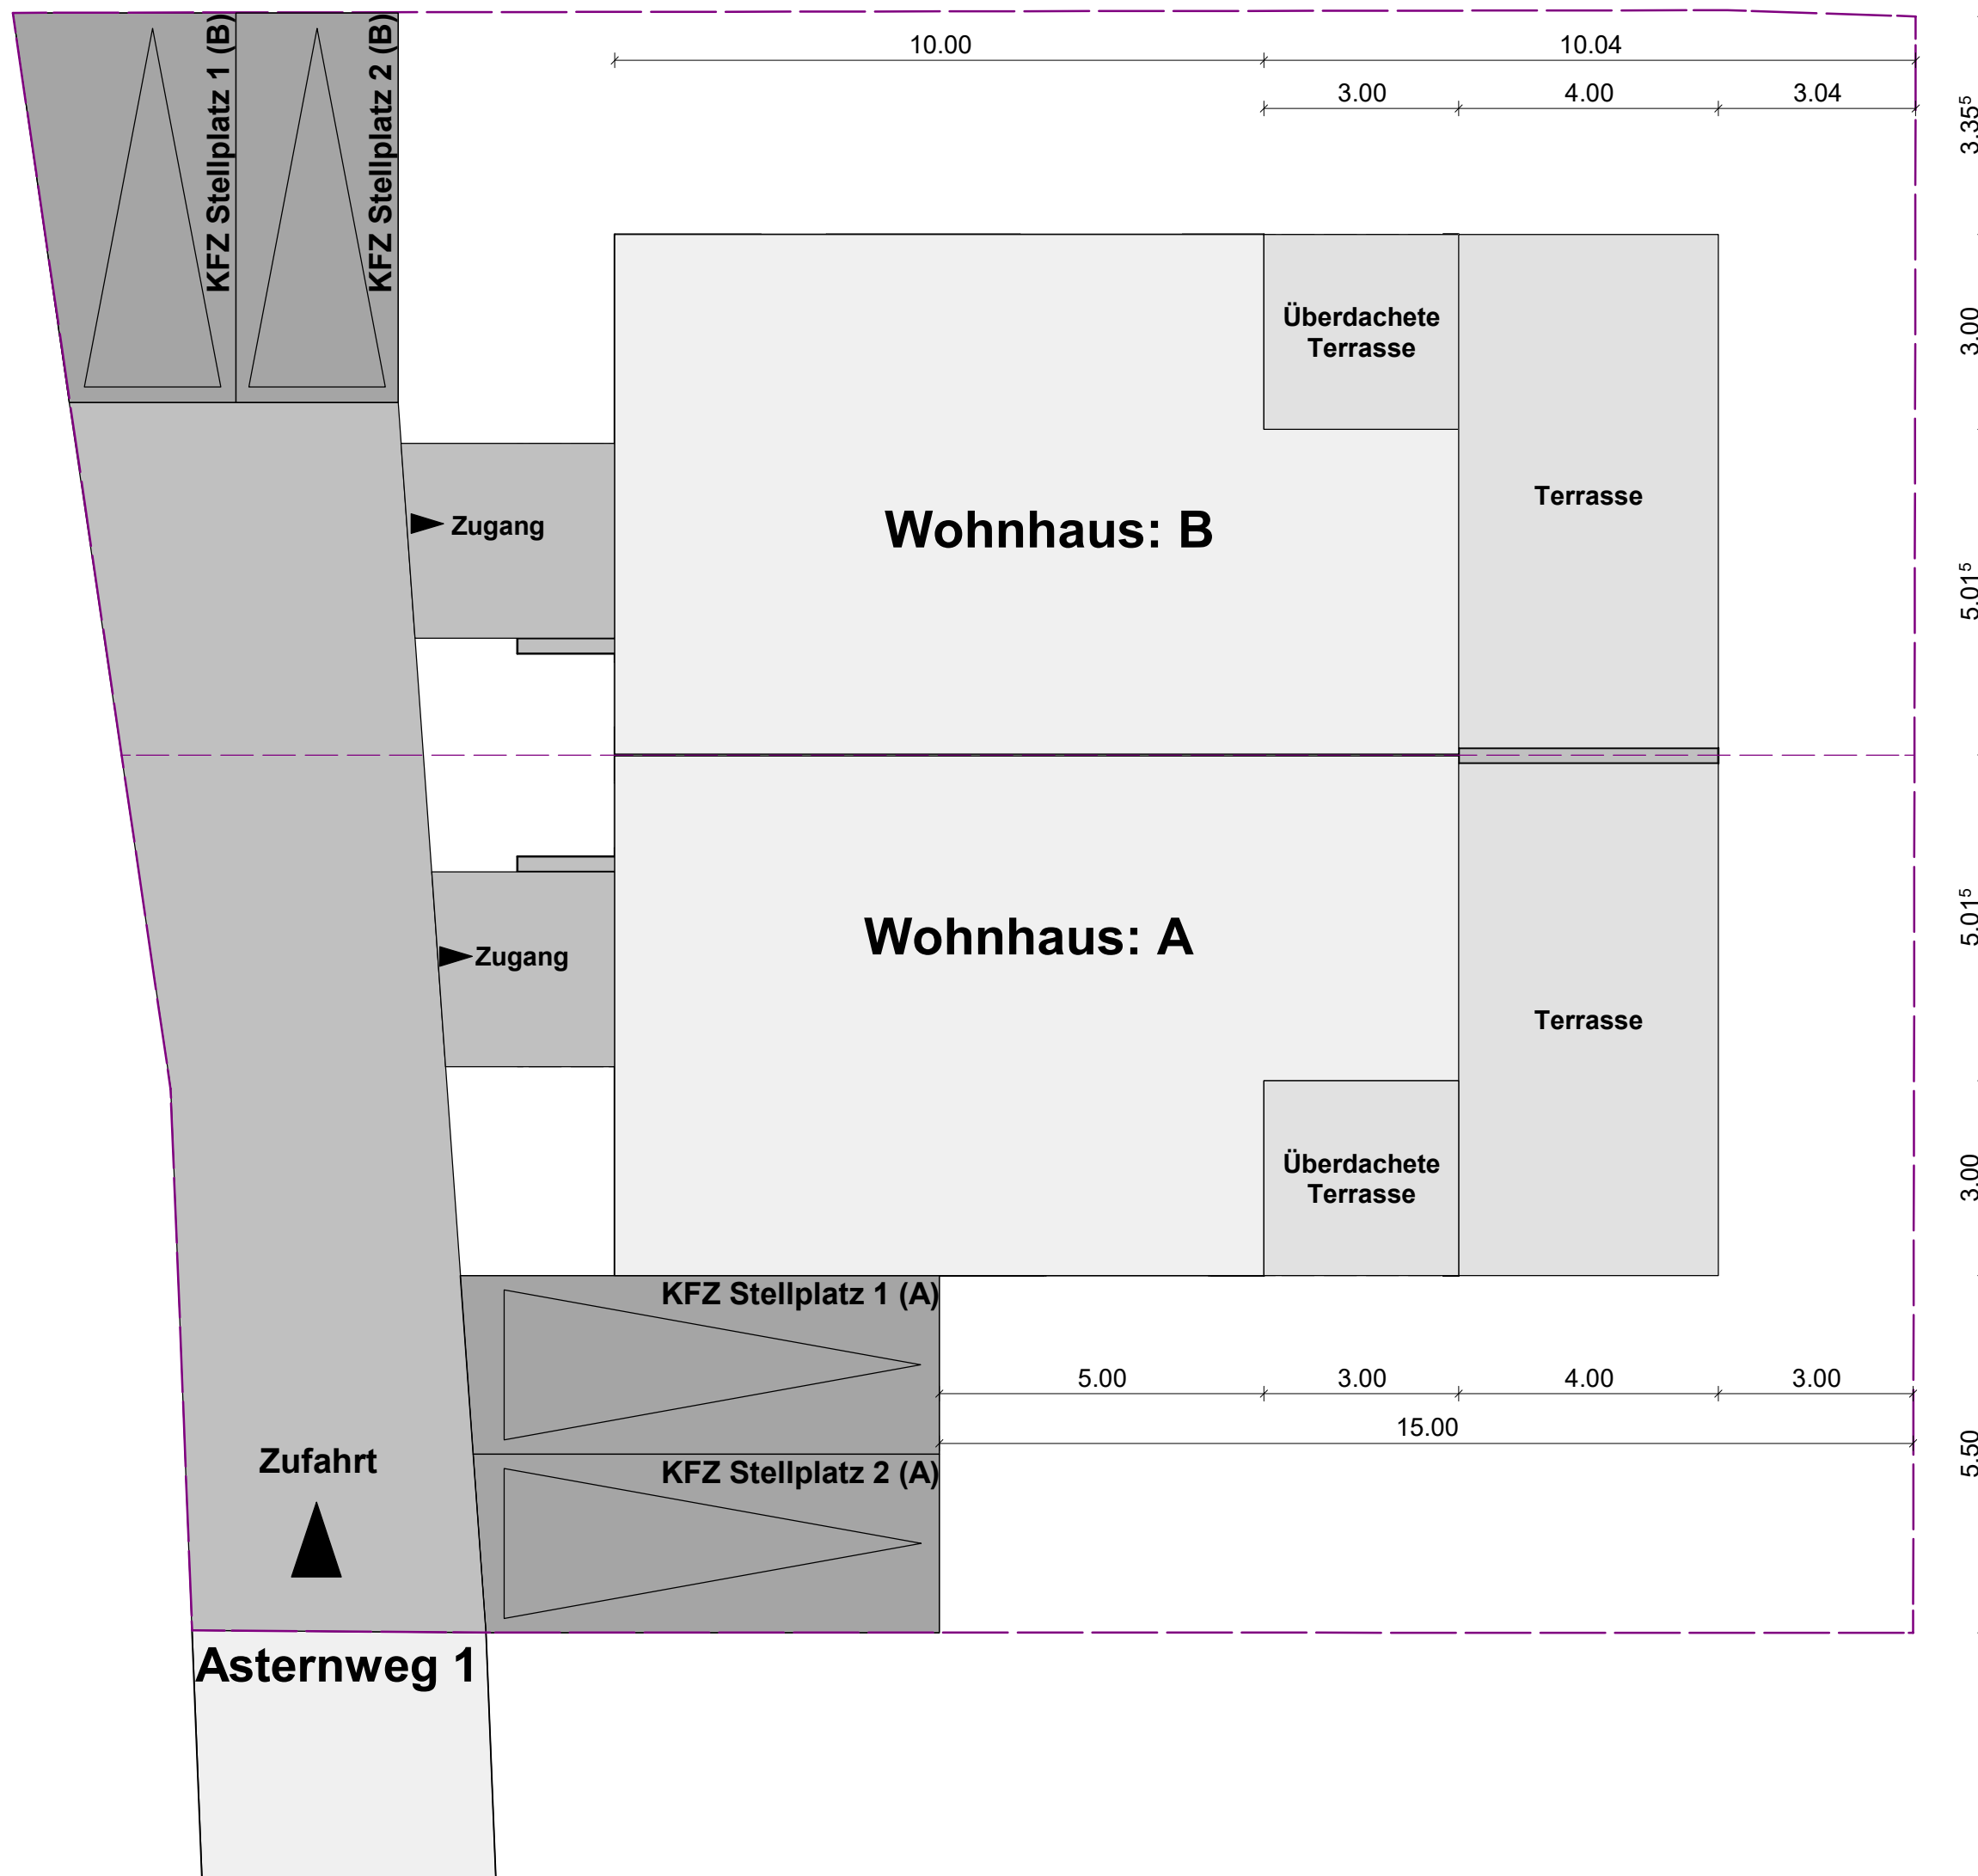 10.00
10.04
3.00
4.00
3.04
3.35⁵
KFZ Stellplatz 1 (B)
KFZ Stellplatz 2 (B)
Überdachete
Terrasse
3.00
Terrasse
Wohnhaus: B
Zugang
5.01⁵
Wohnhaus: A
Zugang
5.01⁵
Terrasse
Überdachete
Terrasse
3.00
KFZ Stellplatz 1 (A)
5.00
3.00
4.00
3.00
15.00
5.50
Zufahrt
KFZ Stellplatz 2 (A)
Asternweg 1